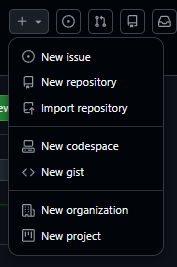 New issue
New repository
Import repository
New codespace
New gist
New organization
New project